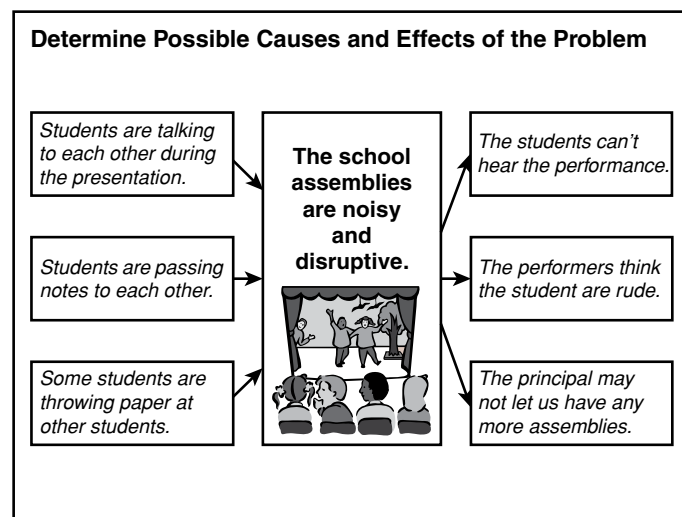 Determine Possible Causes and Effects of the Problem
Students are talking
to each other during
the presentation.
Students are passing
notes to each other.
Some students are
throwing paper at
other students.
The school
assemblies
are noisy
and
disruptive.
The students can't
hear the performance.
The performers think
the student are rude.
The principal may
not let us have any
more assemblies.